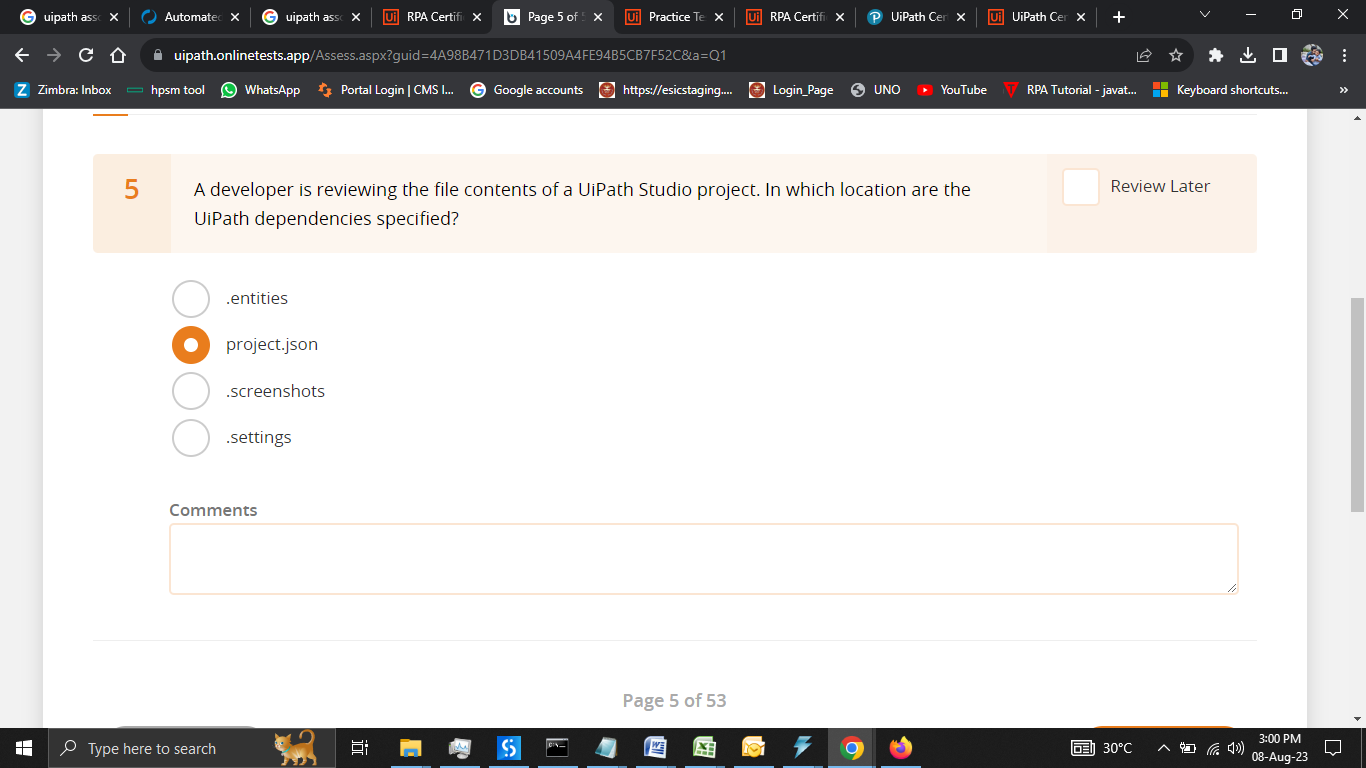 uipath ass
Automated
uipath ass
RPA Certifi
Page 5 of 5
Practice Te
RPA Certifi
UiPath Cer
UiPath Cer
uipath.onlinetests.app/Assess.aspx?guid=4A98B471D3DB41509A4FE94B5CB7F52C&a=Q1
Zimbra: Inbox
hpsm tool
WhatsApp
Portal Login | CMS I...
Google accounts
https://esicstaging....
Login_Page
UNO
YouTube
RPA Tutorial - javat...
Keyboard shortcuts...
»
5
A developer is reviewing the file contents of a UiPath Studio project. In which location are the
UiPath dependencies specified?
Review Later
.entities
project.json
.screenshots
.settings
Comments
Page 5 of 53
Type here to search
30°C
3:00 PM
08-Aug-23